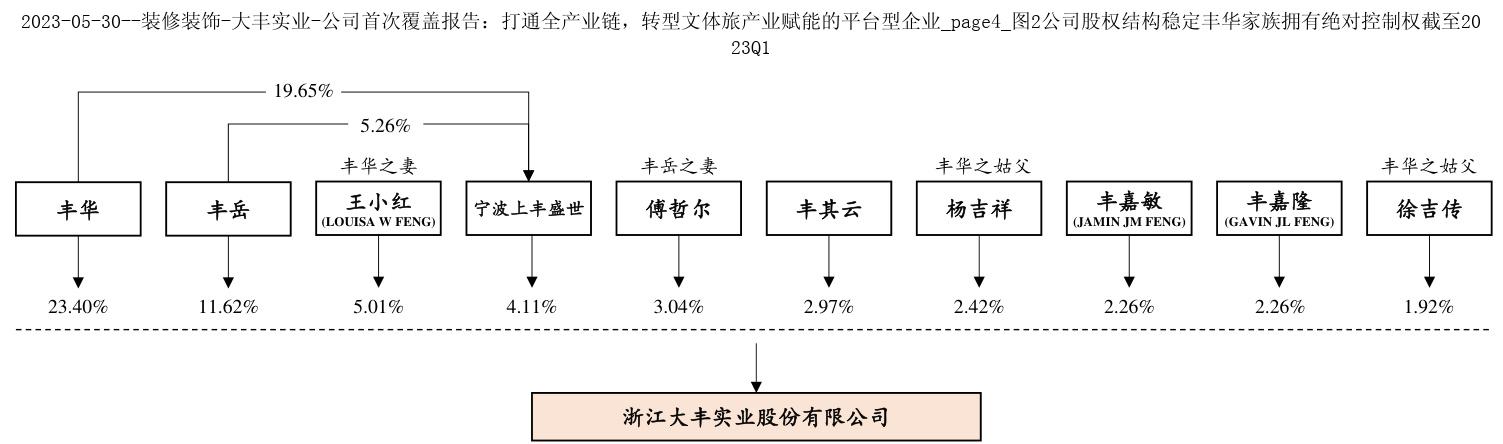 2023-05-30--装修装饰-大丰实业-公司首次覆盖报告：打通全产业链，转型文体旅产业赋能的平台型企业_page4_图2公司股权结构稳定丰华家族拥有绝对控制权截至20
23Q1
19.65%
5.26%
丰华之妻
丰岳之妻
丰华之姑父
丰华之姑父
丰华
丰岳
王小红
(LOUISA W FENG)
宁波上丰盛世
傅哲尔
丰其云
杨吉祥
丰嘉敏
(JAMIN JM FENG)
丰嘉隆
(GAVIN JL FENG)
徐吉传
23.40%
11.62%
5.01%
4.11%
3.04%
2.97%
2.42%
2.26%
2.26%
1.92%
浙江大丰实业股份有限公司